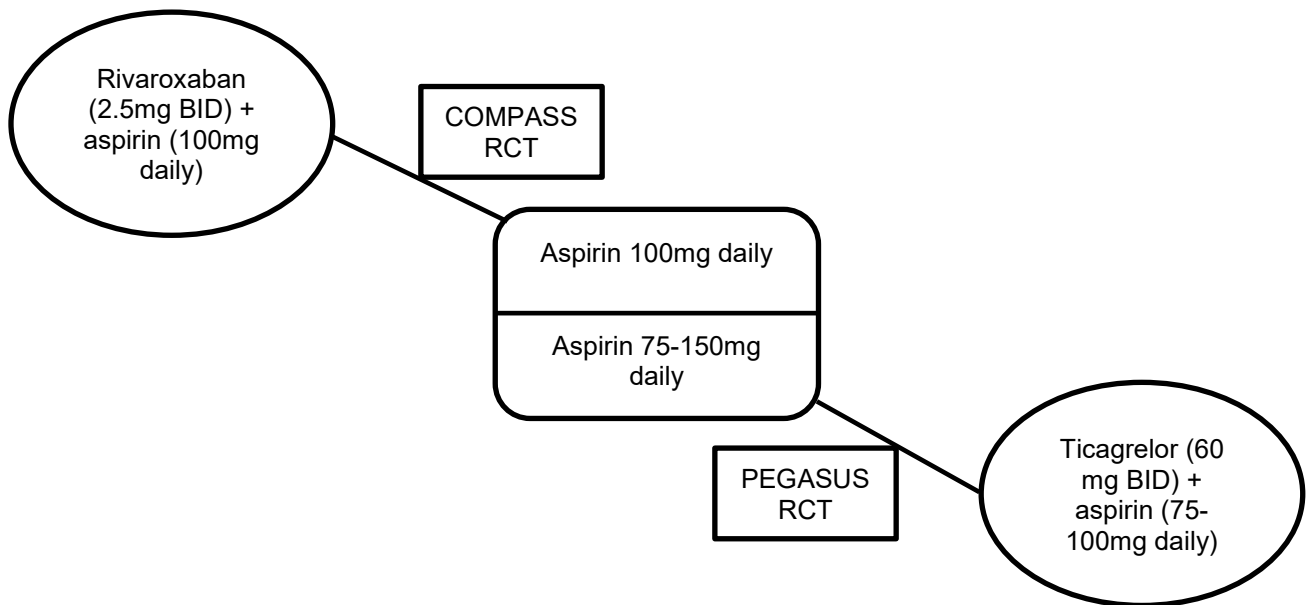 Rivaroxaban
(2.5mg BID) +
aspirin (100mg
daily)
COMPASS
RCT
Aspirin 100mg daily
Aspirin 75-150mg
daily
PEGASUS
RCT
Ticagrelor (60
mg BID) +
aspirin (75-
100mg daily)